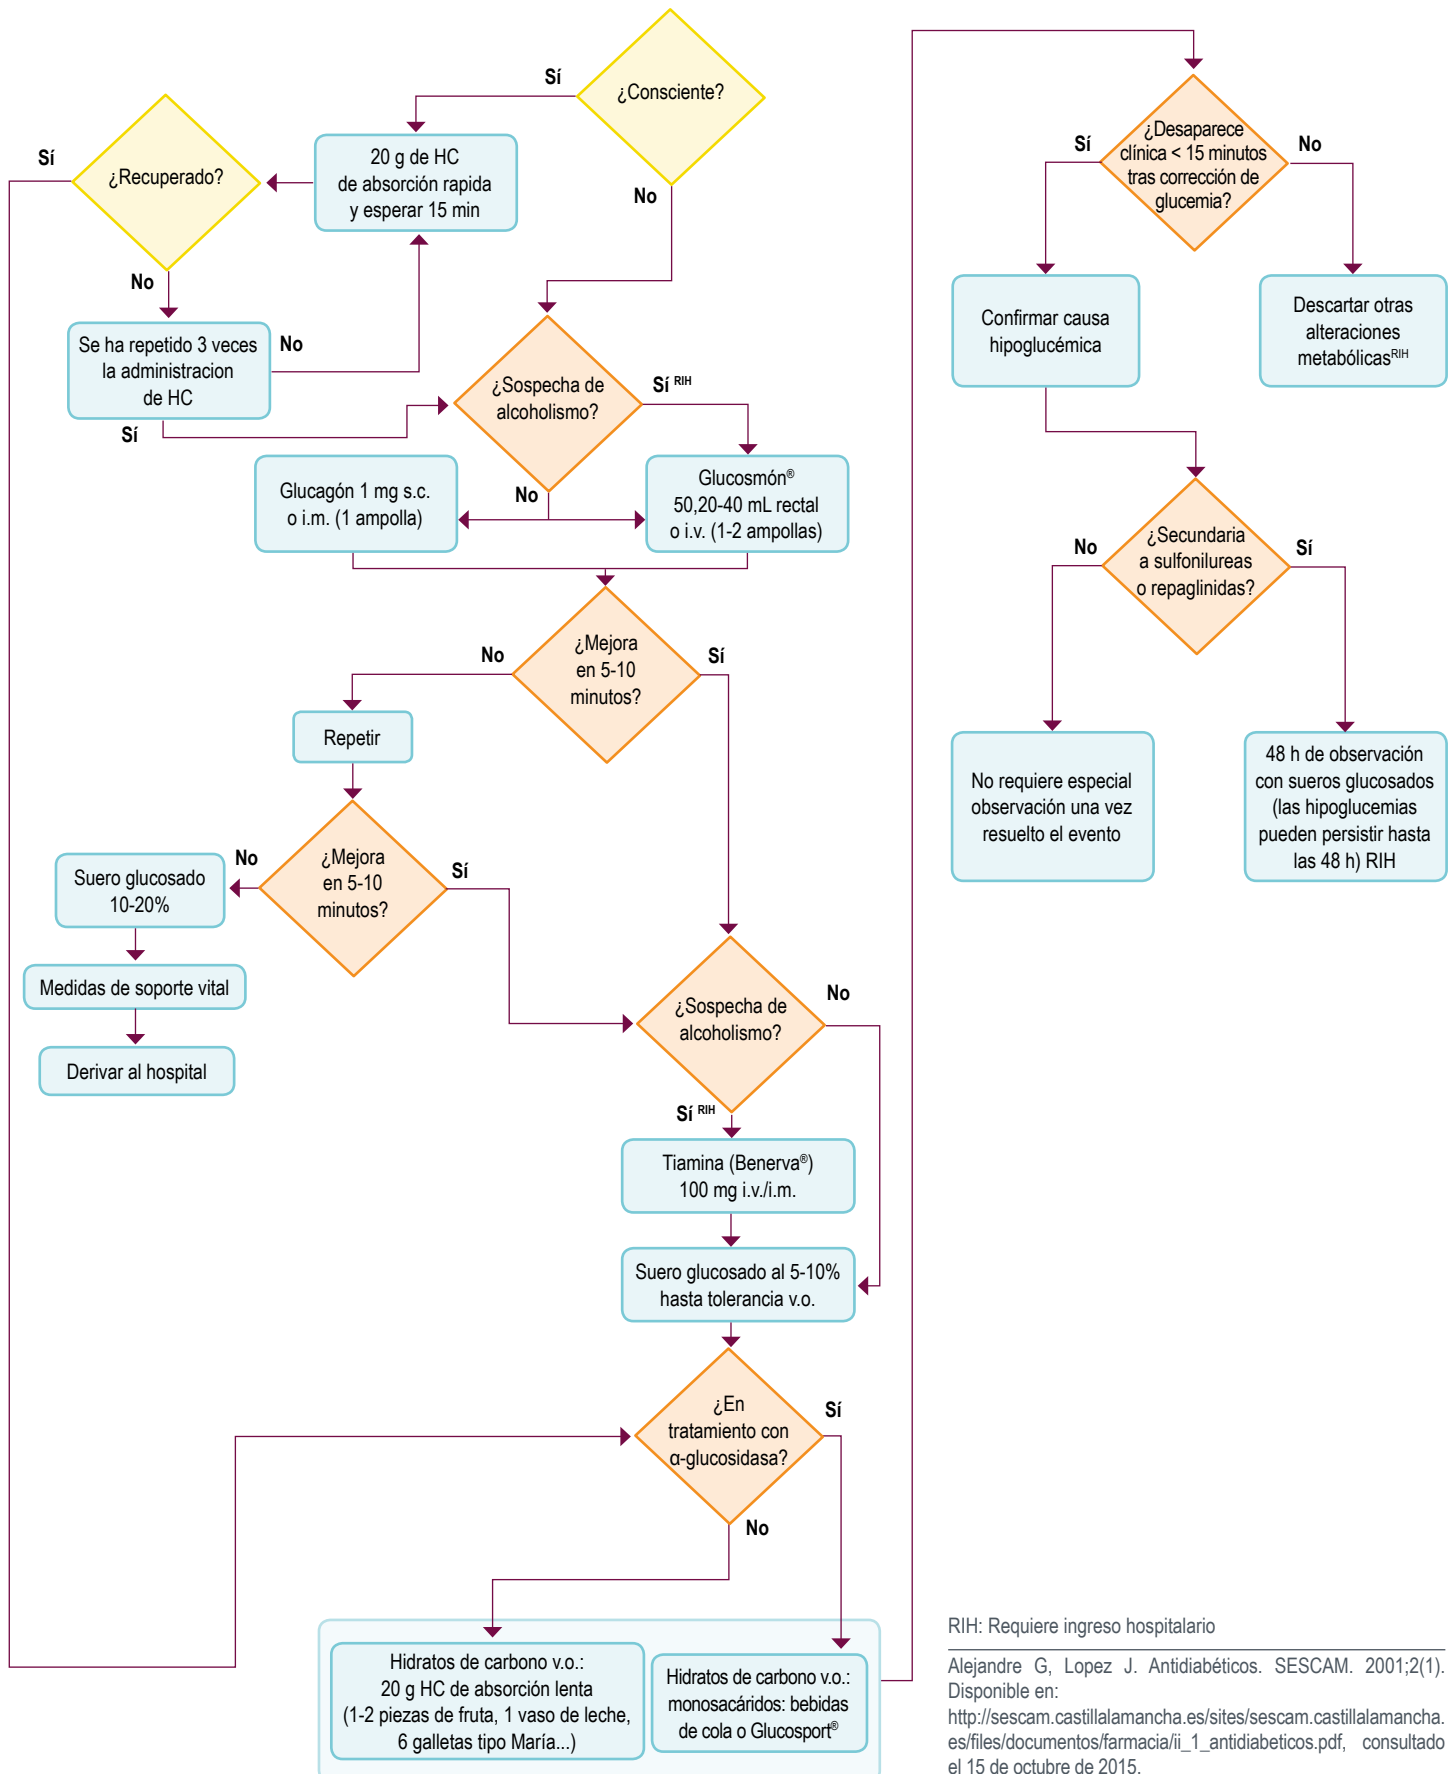 ¿Consciente?
Sí
No
20 g de HC
de absorción rapida
y esperar 15 min
¿Recuperado?
Sí
No
Se ha repetido 3 veces
la administracion
de HC
No
Sí
¿Sospecha de
alcoholismo?
Sí RIH
No
Glucagón 1 mg s.c.
o i.m. (1 ampolla)
Glucosmón®
50,20-40 mL rectal
o i.v. (1-2 ampollas)
¿Mejora
en 5-10
minutos?
No
Sí
Repetir
¿Mejora
en 5-10
minutos?
No
Sí
Suero glucosado
10-20%
Medidas de soporte vital
Derivar al hospital
¿Sospecha de
alcoholismo?
No
Sí RIH
Tiamina (Benerva®)
100 mg i.v./i.m.
Suero glucosado al 5-10%
hasta tolerancia v.o.
¿En
tratamiento con
α-glucosidasa?
Sí
No
Hidratos de carbono v.o.:
20 g HC de absorción lenta
(1-2 piezas de fruta, 1 vaso de leche,
6 galletas tipo María...)
Hidratos de carbono v.o.:
monosacáridos: bebidas
de cola o Glucosport®
¿Desaparece
clínica < 15 minutos
tras corrección de
glucemia?
Sí
No
Confirmar causa
hipoglucémica
Descartar otras
alteraciones
metabólicasRIH
¿Secundaria
a sulfonilureas
o repaglinidas?
No
Sí
No requiere especial
observación una vez
resuelto el evento
48 h de observación
con sueros glucosados
(las hipoglucemias
pueden persistir hasta
las 48 h) RIH
RIH: Requiere ingreso hospitalario
Alejandre G, Lopez J. Antidiabéticos. SESCAM. 2001;2(1).
Disponible en:
http://sescam.castillalamancha.es/sites/sescam.castillalamancha.
es/files/documentos/farmacia/ii_1_antidiabeticos.pdf, consultado
el 15 de octubre de 2015.